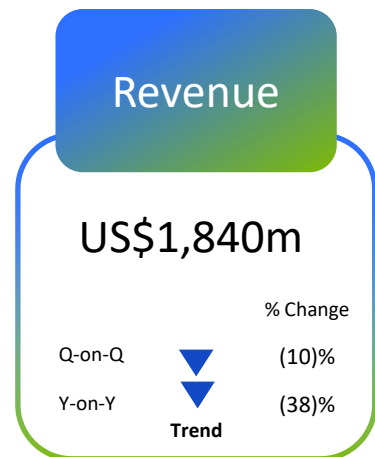 Revenue
US$1,840m
% Change
Q-on-Q (10)%
Y-on-Y (38)%
Trend